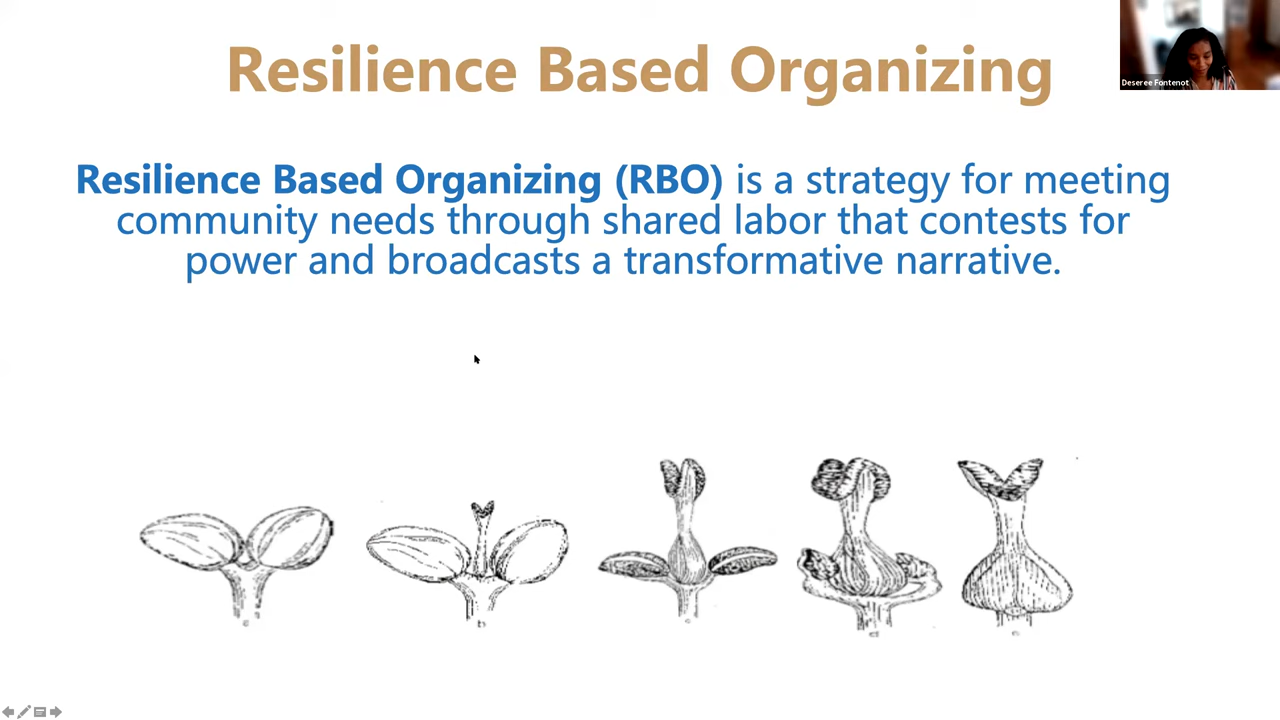 Resilience Based Organizing
Deseree Fontenot
Resilience Based Organizing (RBO) is a strategy for meeting
community needs through shared labor that contests for
power and broadcasts a transformative narrative.
b